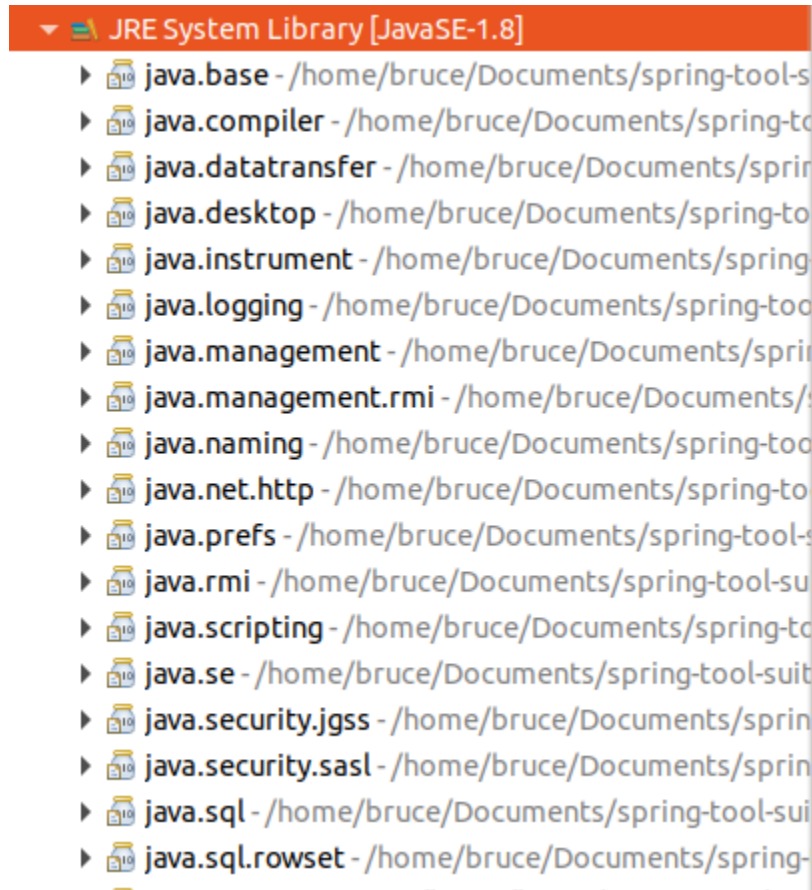 JRE System Library [JavaSE-1.8]
java.base - /home/bruce/Documents/spring-tool-s
java.compiler - /home/bruce/Documents/spring-to
java.datatransfer - /home/bruce/Documents/sprin
java.desktop - /home/bruce/Documents/spring-to
java.instrument - /home/bruce/Documents/spring
java.logging - /home/bruce/Documents/spring-too
java.management - /home/bruce/Documents/sprin
java.management.rmi - /home/bruce/Documents/s
java.naming - /home/bruce/Documents/spring-too
java.net.http - /home/bruce/Documents/spring-to
java.prefs - /home/bruce/Documents/spring-tool-s
java.rmi - /home/bruce/Documents/spring-tool-su
java.scripting - /home/bruce/Documents/spring-to
java.se - /home/bruce/Documents/spring-tool-suit
java.security.jgss - /home/bruce/Documents/sprin
java.security.sasl - /home/bruce/Documents/sprin
java.sql - /home/bruce/Documents/spring-tool-sui
java.sql.rowset - /home/bruce/Documents/spring-